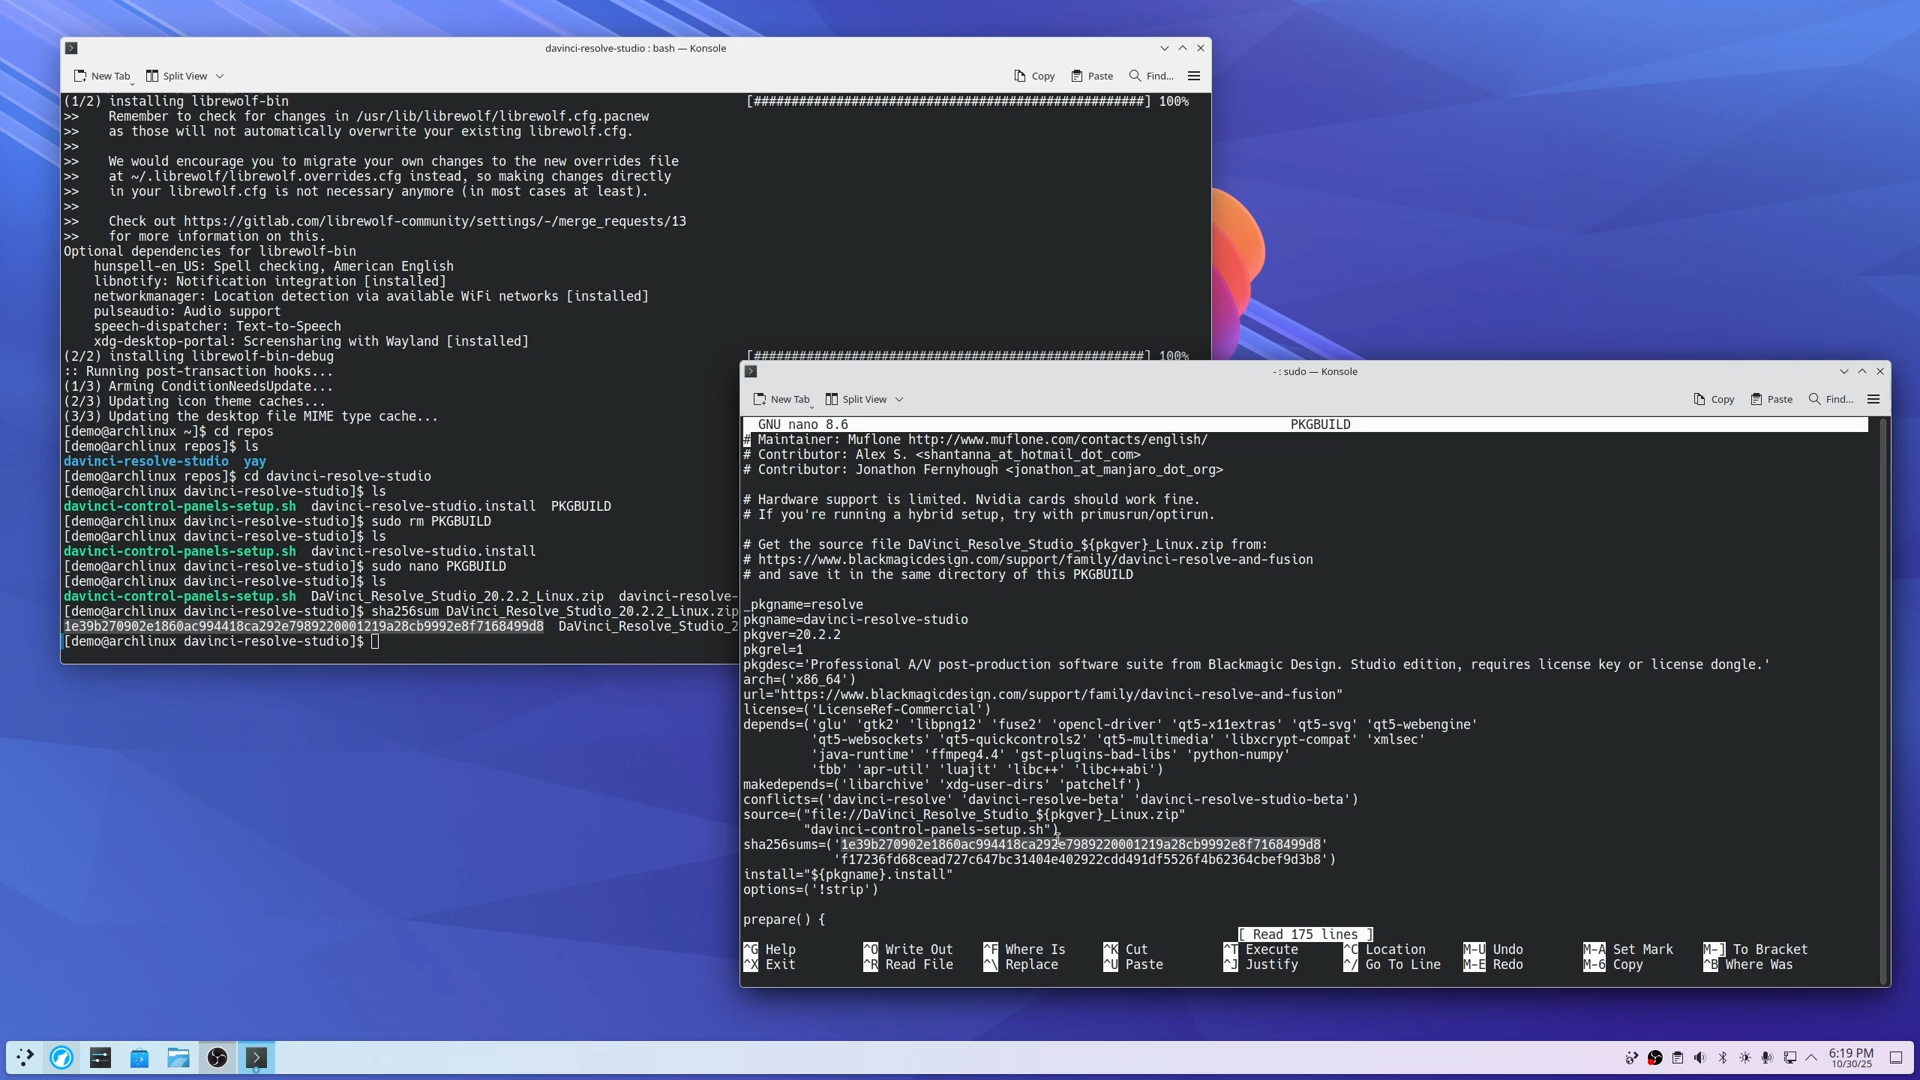 davinci-resolve-studio : bash — Konsole
New Tab Split View Copy Paste Find...
(1/2) installing librewolf-bin [####################################################] 100%
>>    Remember to check for changes in /usr/lib/librewolf/librewolf.cfg.pacnew
>>    as those will not automatically overwrite your existing librewolf.cfg.
>>
>>    We would encourage you to migrate your own changes to the new overrides file
>>    at ~/.librewolf/librewolf.overrides.cfg instead, so making changes directly
>>    in your librewolf.cfg is not necessary anymore (in most cases at least).
>>
>>    Check out https://gitlab.com/librewolf-community/settings/-/merge_requests/13
>>    for more information on this.
Optional dependencies for librewolf-bin
    hunspell-en_US: Spell checking, American English
    libnotify: Notification integration [installed]
    networkmanager: Location detection via available WiFi networks [installed]
    pulseaudio: Audio support
    speech-dispatcher: Text-to-Speech
    xdg-desktop-portal: Screensharing with Wayland [installed]
(2/2) installing librewolf-bin-debug [####################################################] 100%
:: Running post-transaction hooks...
(1/3) Arming ConditionNeedsUpdate...
(2/3) Updating icon theme caches...
(3/3) Updating the desktop file MIME type cache...
[demo@archlinux ~]$ cd repos
[demo@archlinux repos]$ ls
davinci-resolve-studio  yay
[demo@archlinux repos]$ cd davinci-resolve-studio
[demo@archlinux davinci-resolve-studio]$ ls
davinci-control-panels-setup.sh  davinci-resolve-studio.install  PKGBUILD
[demo@archlinux davinci-resolve-studio]$ sudo rm PKGBUILD
[demo@archlinux davinci-resolve-studio]$ ls
davinci-control-panels-setup.sh  davinci-resolve-studio.install
[demo@archlinux davinci-resolve-studio]$ sudo nano PKGBUILD
[demo@archlinux davinci-resolve-studio]$ ls
davinci-control-panels-setup.sh  DaVinci_Resolve_Studio_20.2.2_Linux.zip  davinci-resolve-
[demo@archlinux davinci-resolve-studio]$ sha256sum DaVinci_Resolve_Studio_20.2.2_Linux.zip
1e39b270902e1860ac994418ca292e7989220001219a28cb9992e8f7168499d8  DaVinci_Resolve_Studio_2
[demo@archlinux davinci-resolve-studio]$
- : sudo — Konsole
New Tab Split View Copy Paste Find...
GNU nano 8.6 PKGBUILD
# Maintainer: Muflone http://www.muflone.com/contacts/english/
# Contributor: Alex S. <shantanna_at_hotmail_dot_com>
# Contributor: Jonathon Fernyhough <jonathon_at_manjaro_dot_org>
# Hardware support is limited. Nvidia cards should work fine.
# If you're running a hybrid setup, try with primusrun/optirun.
# Get the source file DaVinci_Resolve_Studio_${pkgver}_Linux.zip from:
# https://www.blackmagicdesign.com/support/family/davinci-resolve-and-fusion
# and save it in the same directory of this PKGBUILD
_pkgname=resolve
pkgname=davinci-resolve-studio
pkgver=20.2.2
pkgrel=1
pkgdesc='Professional A/V post-production software suite from Blackmagic Design. Studio edition, requires license key or license dongle.'
arch=('x86_64')
url="https://www.blackmagicdesign.com/support/family/davinci-resolve-and-fusion"
license=('LicenseRef-Commercial')
depends=('glu' 'gtk2' 'libpng12' 'fuse2' 'opencl-driver' 'qt5-x11extras' 'qt5-svg' 'qt5-webengine'
         'qt5-websockets' 'qt5-quickcontrols2' 'qt5-multimedia' 'libxcrypt-compat' 'xmlsec'
         'java-runtime' 'ffmpeg4.4' 'gst-plugins-bad-libs' 'python-numpy'
         'tbb' 'apr-util' 'luajit' 'libc++' 'libc++abi')
makedepends=('libarchive' 'xdg-user-dirs' 'patchelf')
conflicts=('davinci-resolve' 'davinci-resolve-beta' 'davinci-resolve-studio-beta')
source=("file://DaVinci_Resolve_Studio_${pkgver}_Linux.zip"
        "davinci-control-panels-setup.sh")
sha256sums=('1e39b270902e1860ac994418ca292e7989220001219a28cb9992e8f7168499d8'
            'f17236fd68cead727c647bc31404e402922cdd491df5526f4b62364cbef9d3b8')
install="${pkgname}.install"
options=('!strip')
prepare() {
[ Read 175 lines ]
^G Help ^O Write Out ^F Where Is ^K Cut ^T Execute ^C Location M-U Undo M-A Set Mark M-] To Bracket
^X Exit ^R Read File ^\ Replace ^U Paste ^J Justify ^/ Go To Line M-E Redo M-6 Copy ^B Where Was
6:19 PM
10/30/25